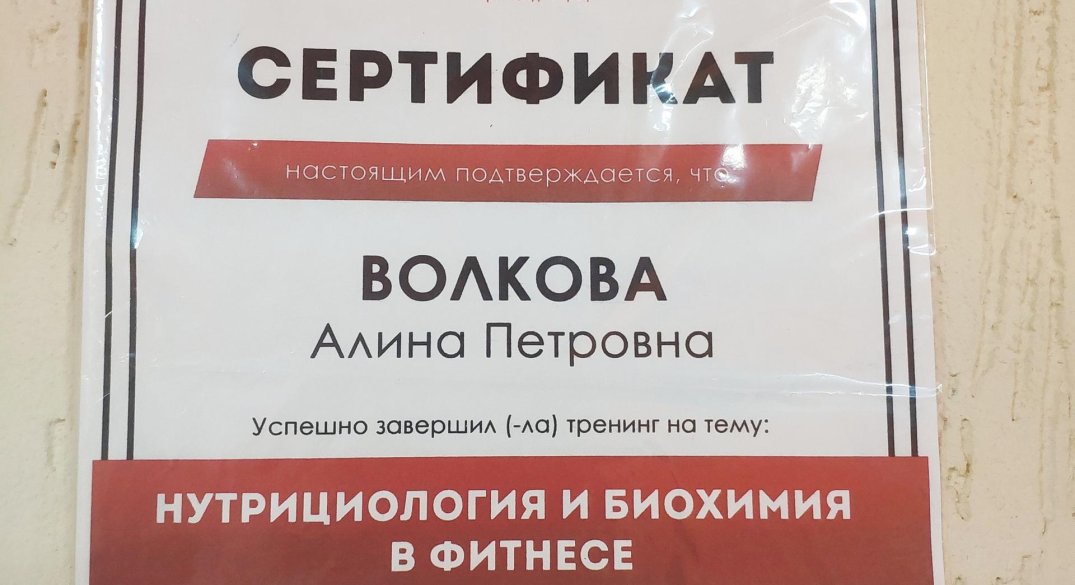 СЕРТИФИКАТ
настоящим подтверждается, что
ВОЛКОВА
Алина Петровна
Успешно завершил (-ла) тренинг на тему:
НУТРИЦИОЛОГИЯ И БИОХИМИЯ
В ФИТНЕСЕ